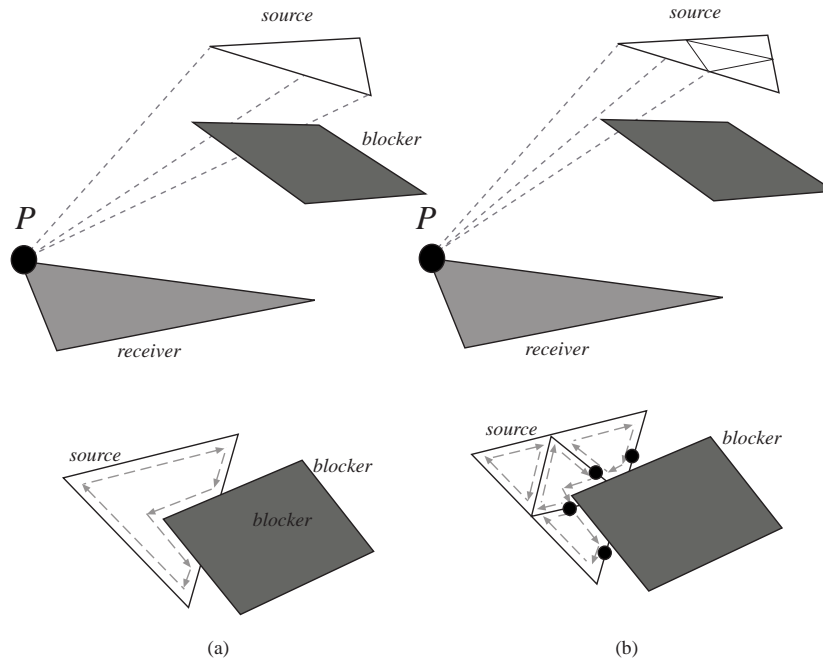 source
source
blocker
P
P
receiver
receiver
source
blocker
blocker
source
blocker
(a)
(b)